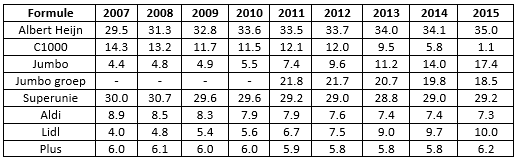 Formule 2007 2008 2009 2010 2011 2012 2013 2014 2015
Albert Heijn 29.5 31.3 32.8 33.6 33.5 33.7 34.0 34.1 35.0
C1000 14.3 13.2 11.7 11.5 12.1 12.0 9.5 5.8 1.1
Jumbo 4.4 4.8 4.9 5.5 7.4 9.6 11.2 14.0 17.4
Jumbo groep - - - - 21.8 21.7 20.7 19.8 18.5
Superunie 30.0 30.7 29.6 29.6 29.2 29.0 28.8 29.0 29.2
Aldi 8.9 8.5 8.3 7.9 7.9 7.6 7.4 7.4 7.3
Lidl 4.0 4.8 5.4 5.6 6.7 7.5 9.0 9.7 10.0
Plus 6.0 6.1 6.0 6.0 5.9 5.8 5.8 5.8 6.2